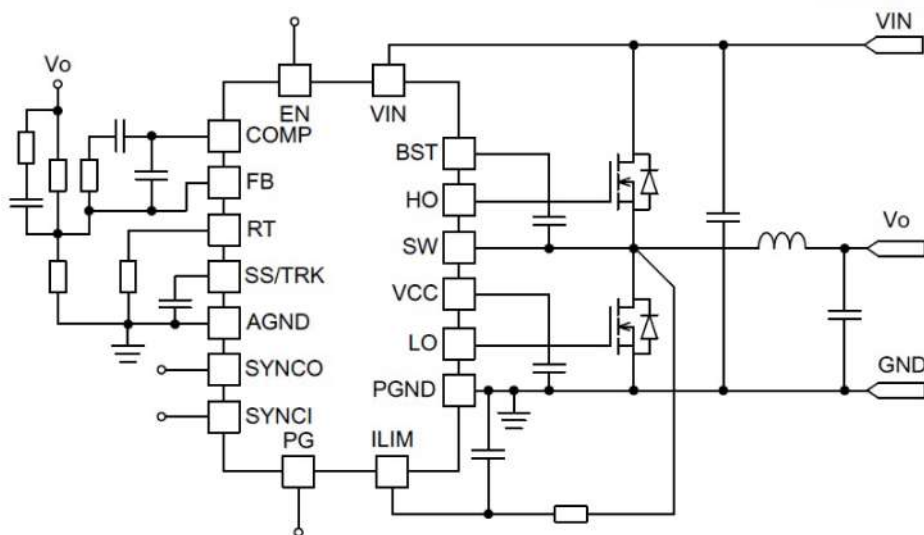 VIN
Vo
EN
VIN
COMP
BST
FB
HO
RT
SW
Vo
SS/TRK
VCC
AGND
LO
SYNCO
PGND
GND
SYNCI
PG
ILIM